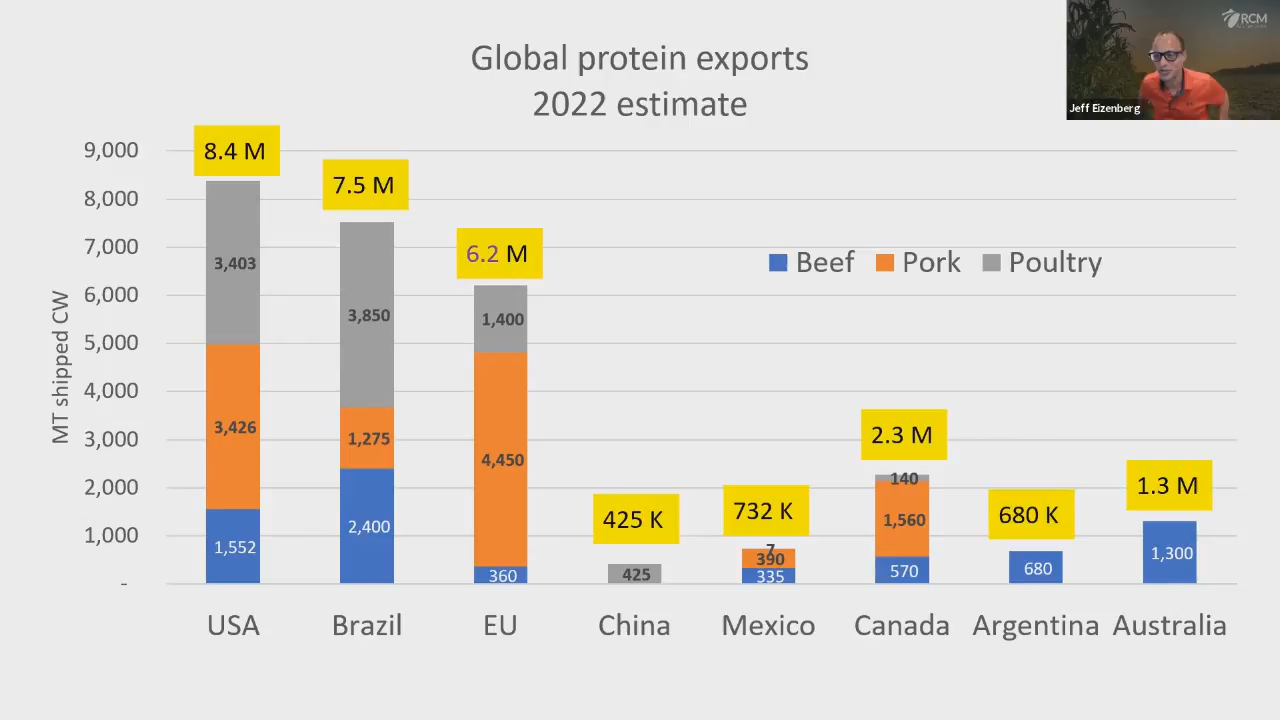 Global protein exports
2022 estimate
RCM
Jeff Eizenberg
MT shipped CW
9,000
8,000
7,000
6,000
5,000
4,000
3,000
2,000
1,000
-
8.4 M
3,403
3,426
1,552
7.5 M
3,850
1,275
2,400
6.2 M
1,400
4,450
360
425 K
425
732 K
7
390
335
2.3 M
140
1,560
570
680 K
680
1.3 M
1,300
Beef Pork Poultry
USA Brazil EU China Mexico Canada Argentina Australia